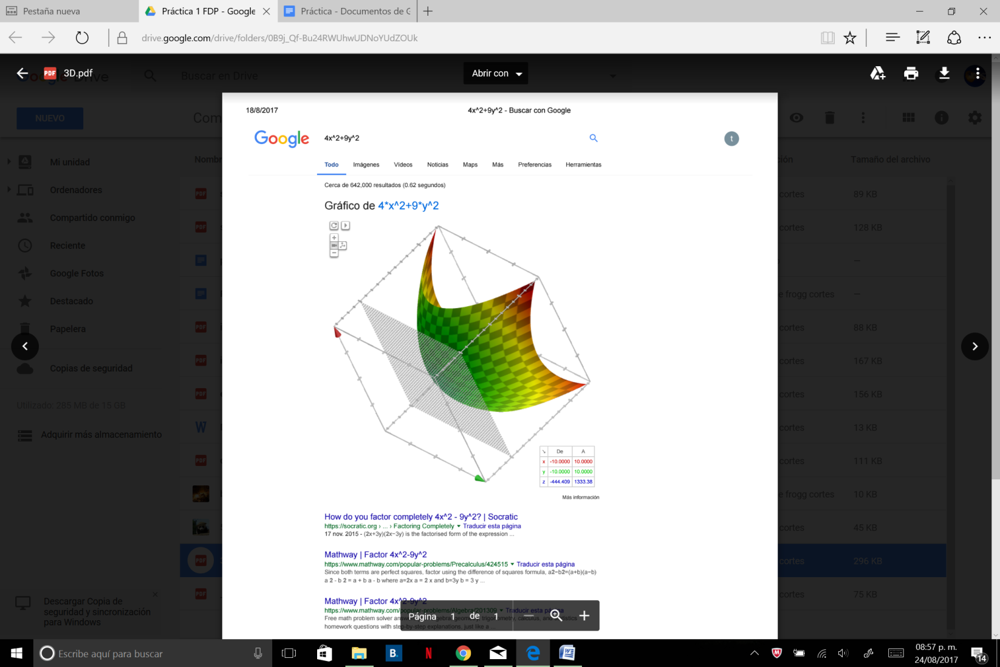 Pestaña nueva
Práctica 1 FDP - Google
Práctica - Documentos de G
drive.google.com/drive/folders/0B9j_Qf-Bu24RWUhwUDNoYUdZOUk
PDF 3D.pdf
Abrir con
Google Drive
Buscar en Drive
NUEVO
Com
18/8/2017
4x^2+9y^2 - Buscar con Google
Google
4x^2+9y^2
t
Todo Imágenes Videos Noticias Maps Más Preferencias Herramientas
Cerca de 642,000 resultados (0.62 segundos)
Gráfico de 4*x^2+9*y^2
De A
x -10.0000 10.0000
y -10.0000 10.0000
z -444.409 1333.38
Más información
How do you factor completely 4x^2 - 9y^2? | Socratic
https://socratic.org › ... › Factoring Completely Traducir esta página
17 nov. 2015 - (2x+3y)(2x−3y) is the factorised form of the expression ...
Mathway | Factor 4x^2-9y^2
https://www.mathway.com/popular-problems/Precalculus/424515 Traducir esta página
Since both terms are perfect squares, factor using the difference of squares formula, a2−b2=(a+b)(a−b)
a 2 - b 2 = a + b a - b where a=2x a = 2 x and b=3y b = 3 y ...
Mathway | Factor 4x^2-9y^2
https://www.mathway.com/popular-problems/Algebra/201309 Traducir esta página
Free math problem solver answers your algebra, geometry, trigonometry, calculus, and statistics
homework questions with step-by-step explanations, just like a ...
Página 1 de 1
Mi unidad
Ordenadores
Compartido conmigo
Reciente
Google Fotos
Destacado
Papelera
Copias de seguridad
Utilizado: 285 MB de 15 GB
Adquirir más almacenamiento
Descargar Copia de
seguridad y sincronización
para Windows
Nombr
ión
Tamaño del archivo
cortes 89 KB
cortes 128 KB
—
e frogg cortes —
cortes 88 KB
cortes 167 KB
cortes 156 KB
cortes 13 KB
cortes 111 KB
e frogg cortes 10 KB
cortes 45 KB
cortes 296 KB
cortes 75 KB
Escribe aquí para buscar
B.
N
08:57 p. m.
24/08/2017
14